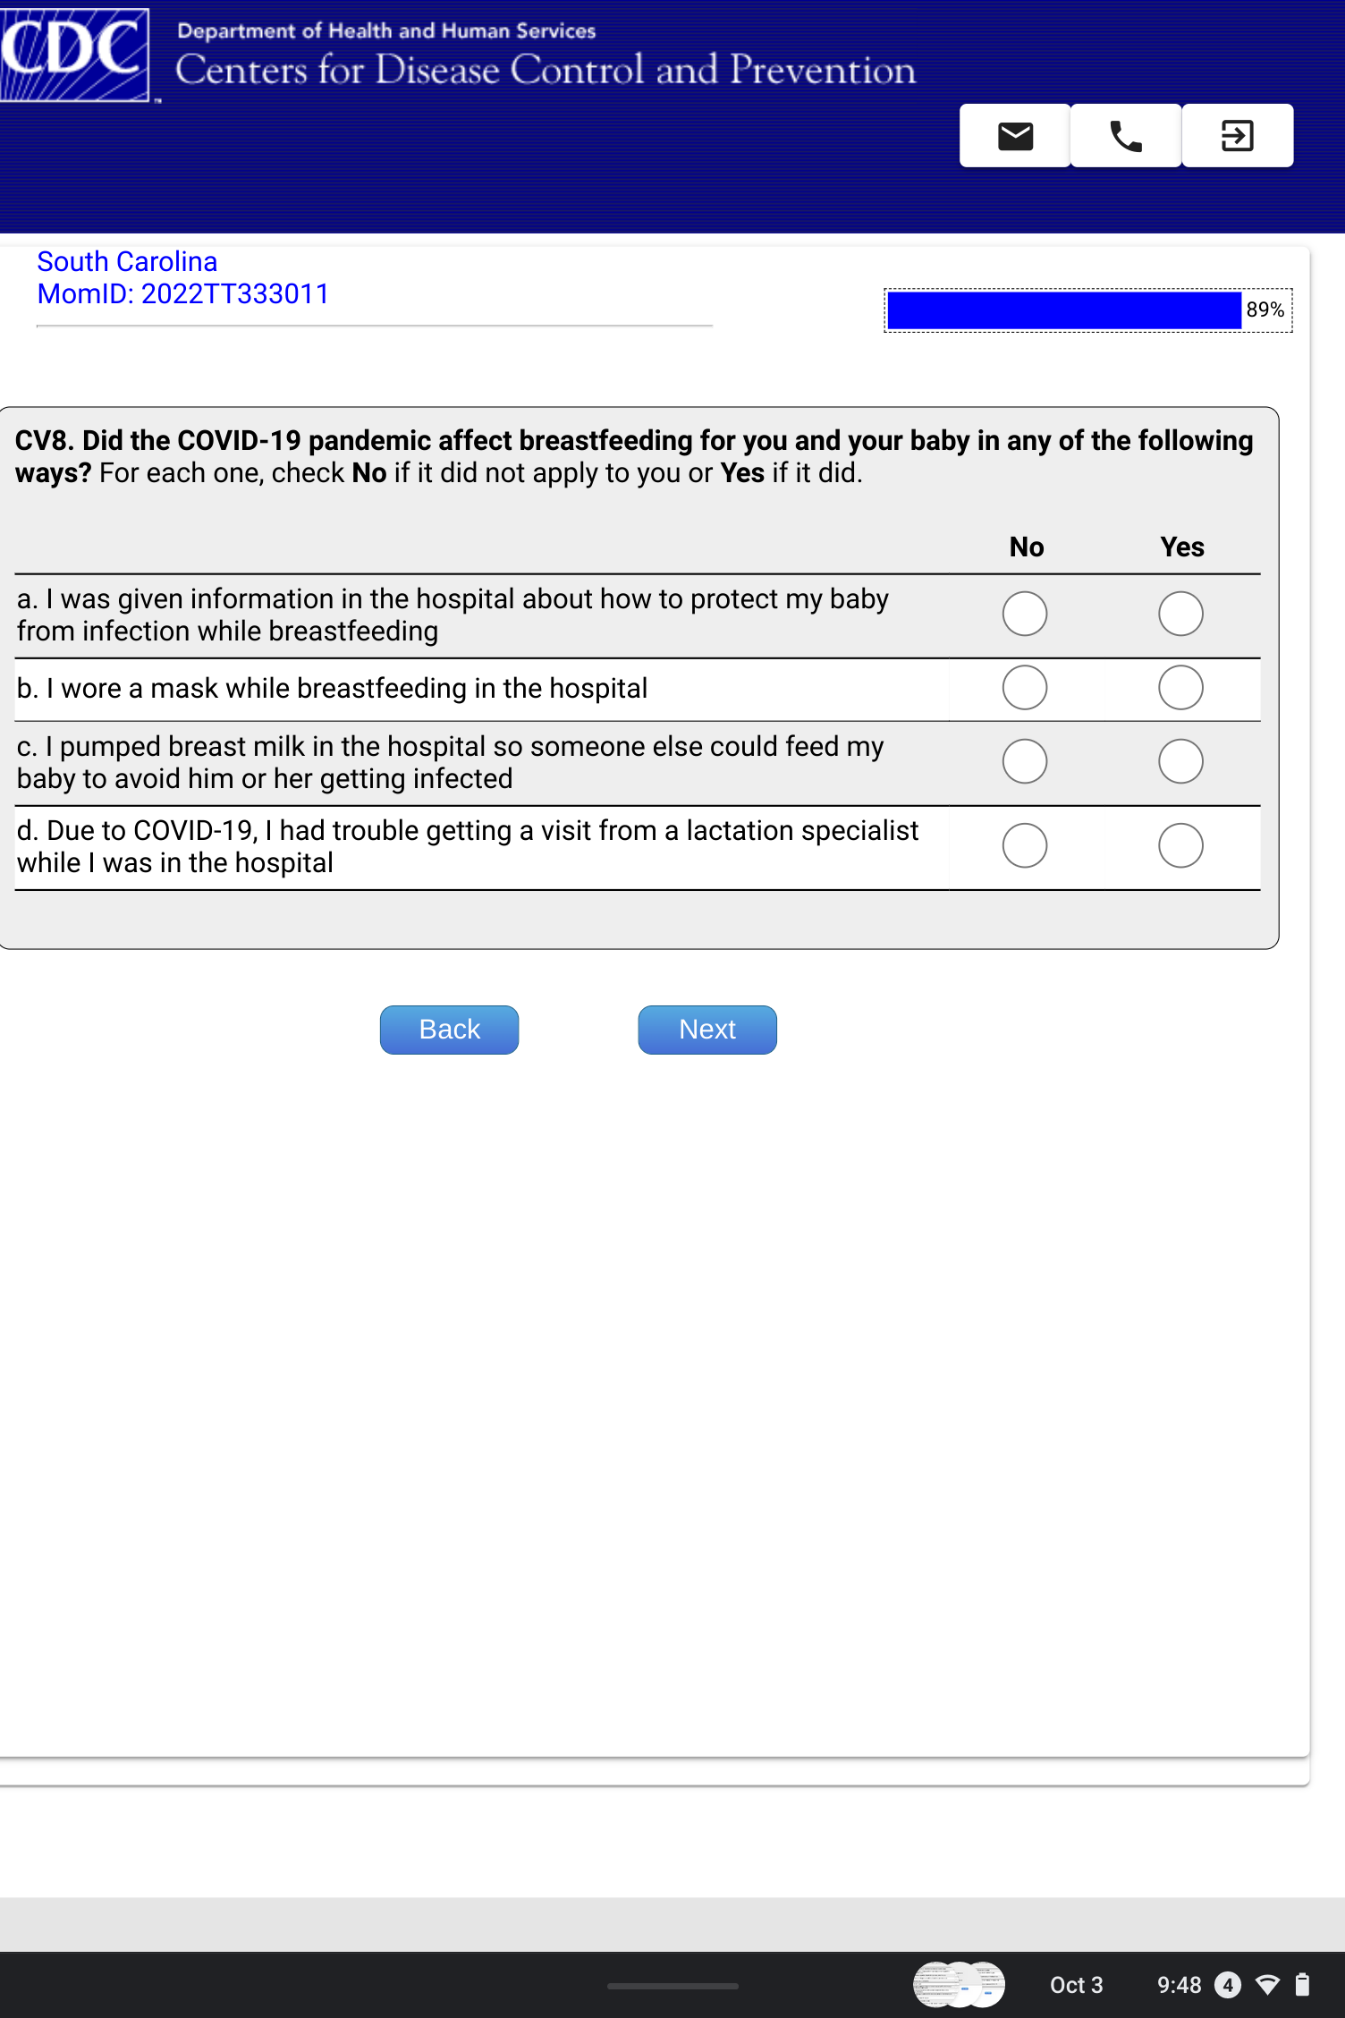 CDC
™
Department of Health and Human Services
Centers for Disease Control and Prevention
South Carolina
MomID: 2022TT333011
89%
CV8. Did the COVID-19 pandemic affect breastfeeding for you and your baby in any of the following
ways? For each one, check No if it did not apply to you or Yes if it did.
No Yes
a. I was given information in the hospital about how to protect my baby
from infection while breastfeeding
b. I wore a mask while breastfeeding in the hospital
c. I pumped breast milk in the hospital so someone else could feed my
baby to avoid him or her getting infected
d. Due to COVID-19, I had trouble getting a visit from a lactation specialist
while I was in the hospital
Back Next
Oct 3 9:48 4